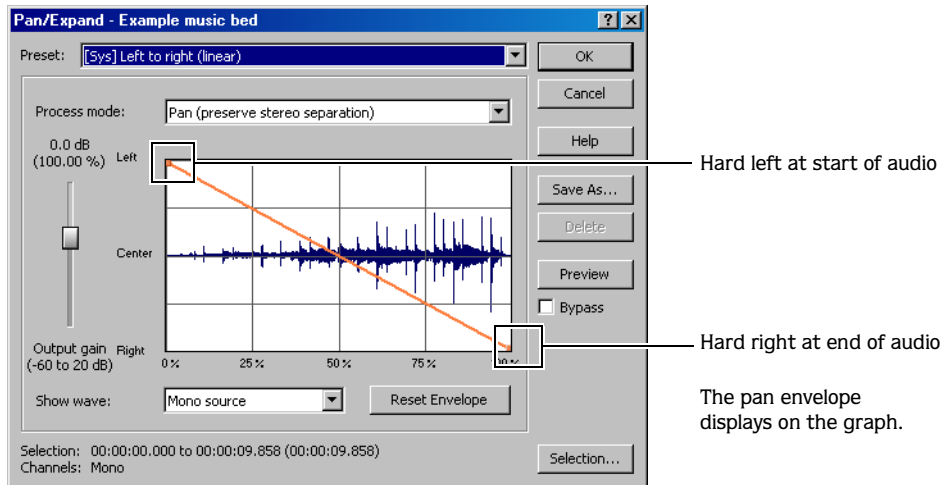 Pan/Expand - Example music bed
Preset: [Sys] Left to right (linear)
OK
Cancel
Process mode: Pan (preserve stereo separation)
Help
0.0 dB
(100.00 %)
Left
Hard left at start of audio
Save As...
Delete
Center
Preview
Bypass
Output gain
(-60 to 20 dB)
Right
0 % 25 % 50 % 75 %
Hard right at end of audio
Show wave: Mono source
Reset Envelope
The pan envelope
displays on the graph.
Selection: 00:00:00.000 to 00:00:09.858 (00:00:09.858)
Channels: Mono
Selection...